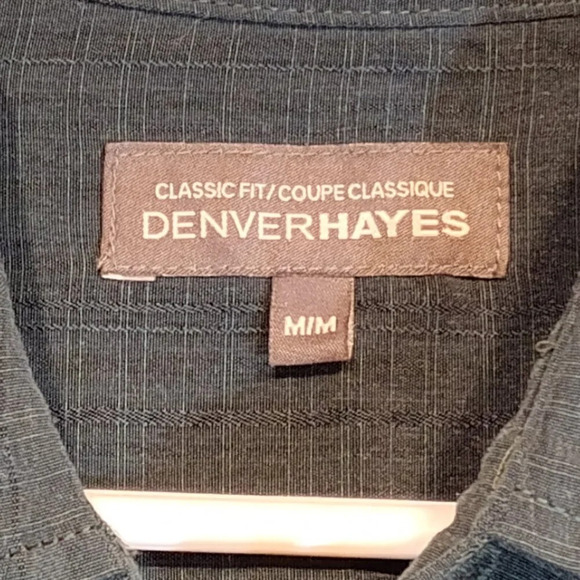 CLASSIC FIT/COUPE CLASSIQUE
DENVERHAYES
M/M